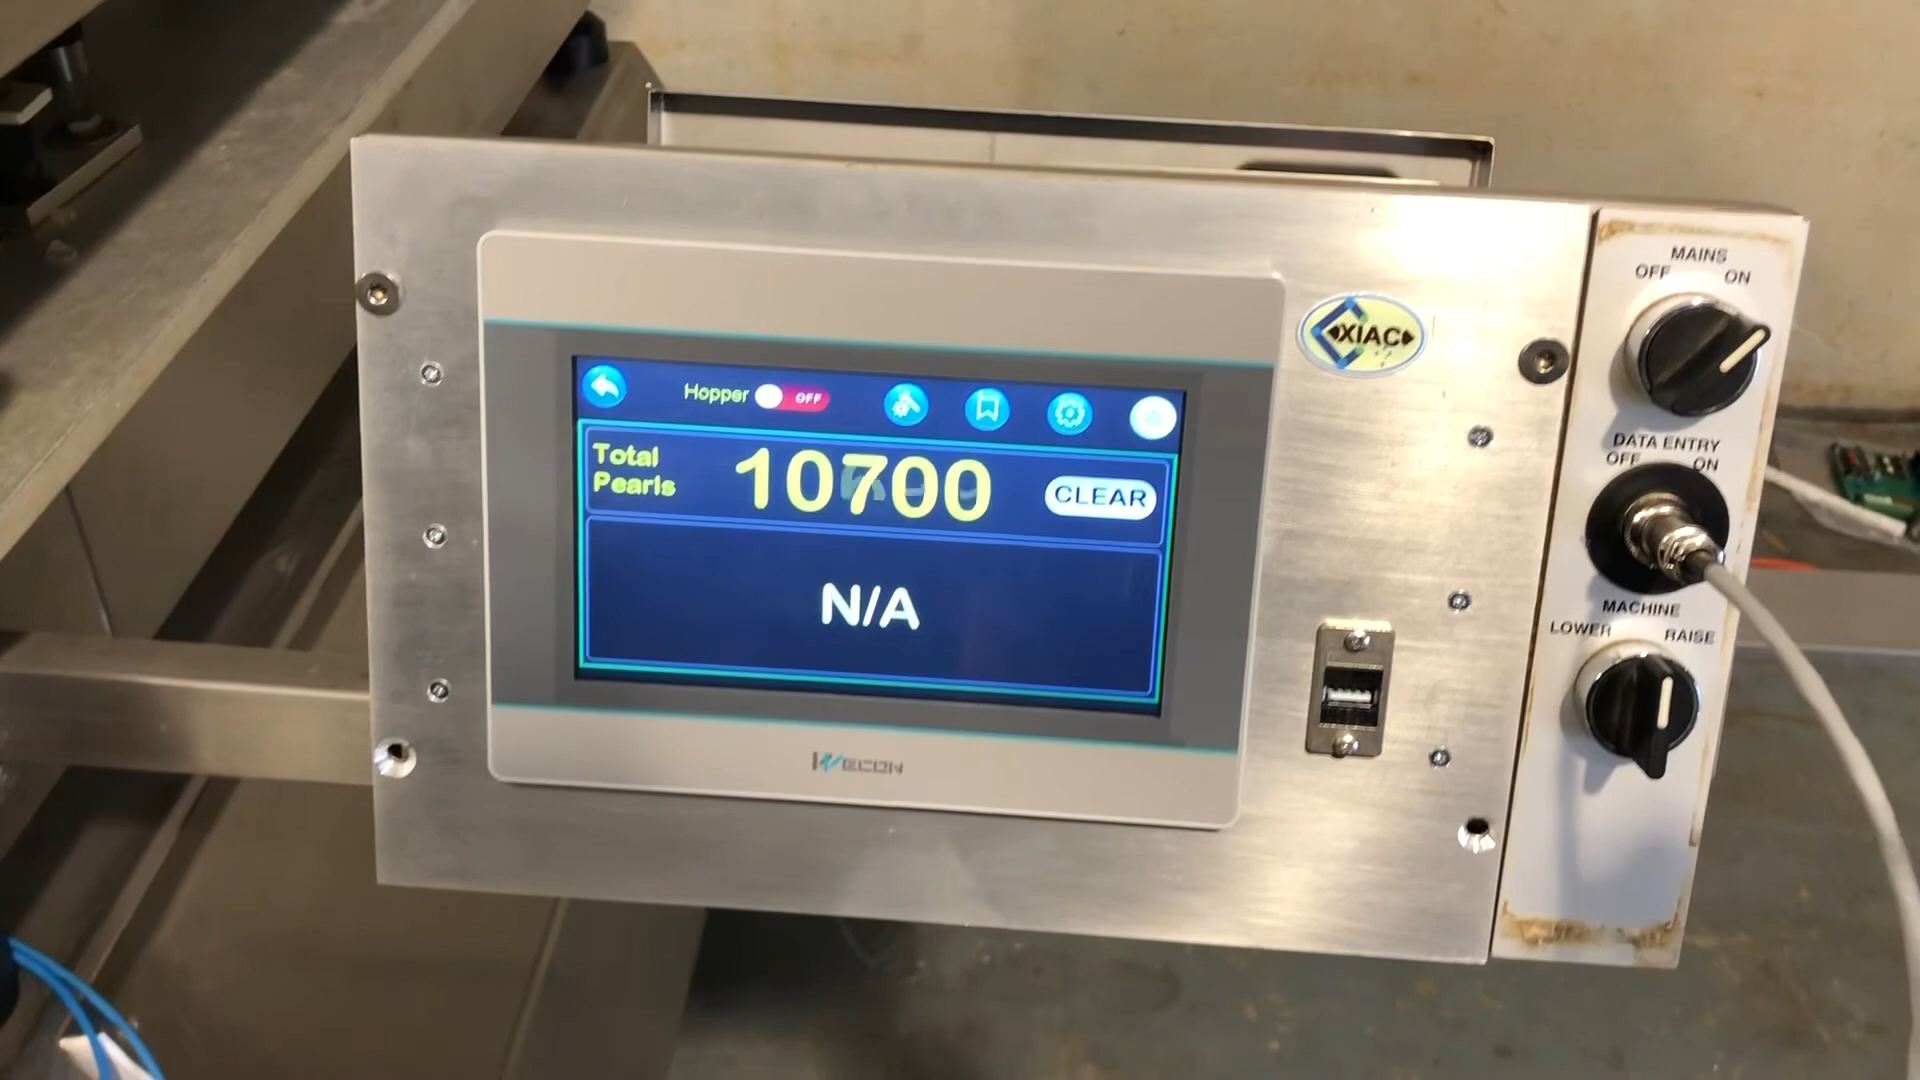 Hopper OFF
Total
Pearls
10700
CLEAR
N/A
WECON
XIAC
MAINS
OFF ON
DATA ENTRY
OFF ON
MACHINE
LOWER RAISE